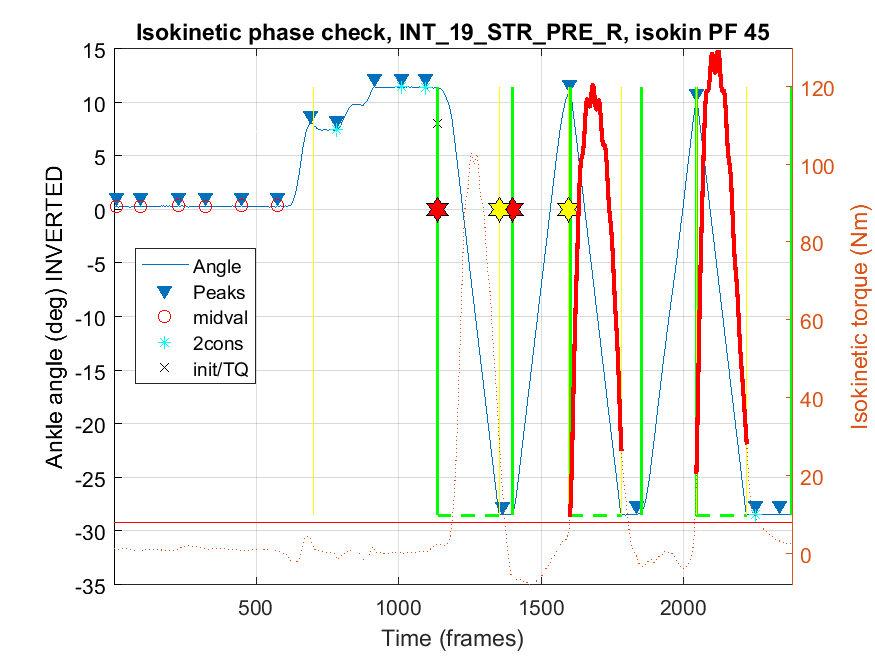 Isokinetic phase check, INT_19_STR_PRE_R, isokin PF 45
15
10
5
0
-5
-10
-15
-20
-25
-30
-35
Ankle angle (deg) INVERTED
Angle
Peaks
midval
2cons
init/TQ
120
100
80
60
40
20
0
Isokinetic torque (Nm)
500
1000
1500
2000
Time (frames)